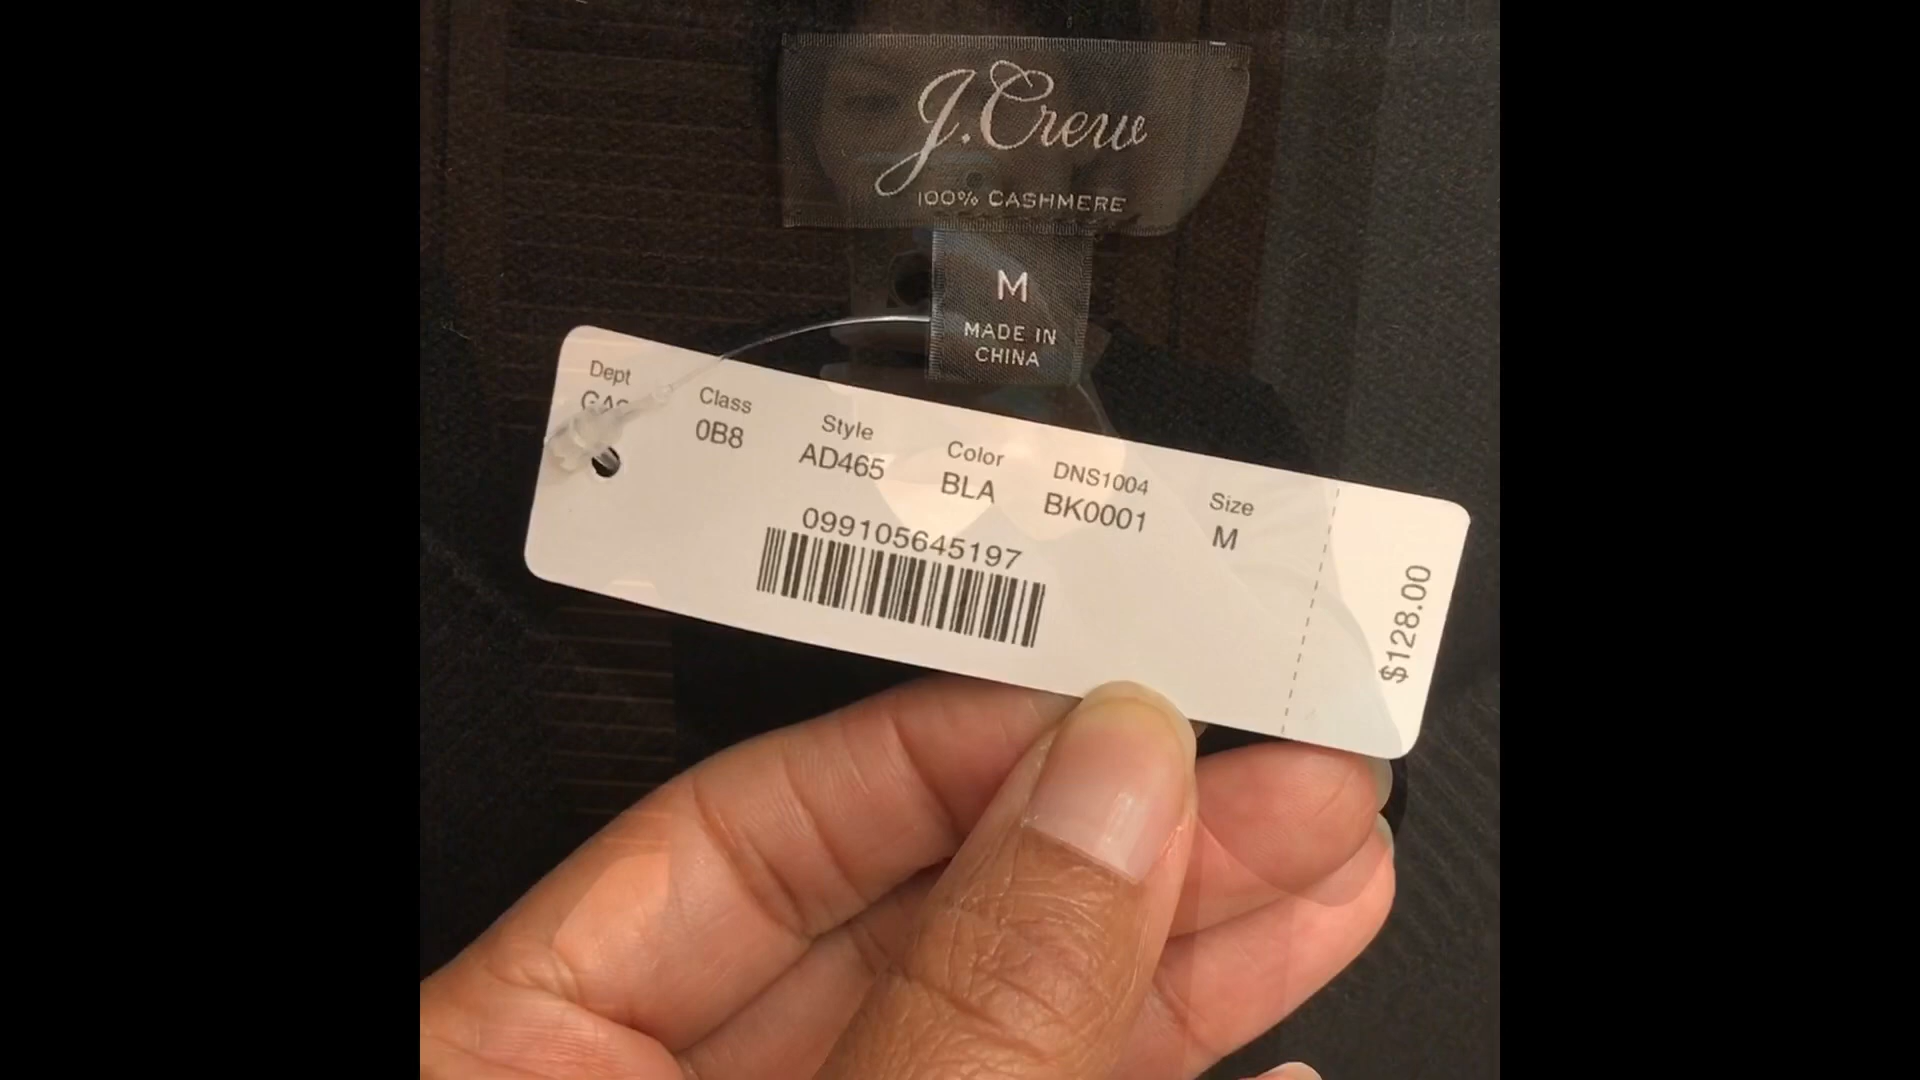 J.Crew
100% CASHMERE
M
MADE IN
CHINA
Dept
Class
0B8
Style
AD465
Color
BLA
DNS1004
BK0001
Size
M
099105645197
$128.00